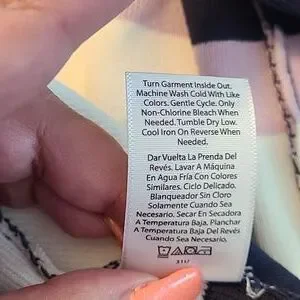 Turn Garment Inside Out.
Machine Wash Cold With Like
Colors. Gentle Cycle. Only
Non-Chlorine Bleach When
Needed. Tumble Dry Low.
Cool Iron On Reverse When
Needed.
Dar Vuelta La Prenda Del
Revés. Lavar A Máquina
En Agua Fría Con Colores
Similares. Ciclo Delicado.
Blanqueador Sin Cloro
Solamente Cuando Sea
Necesario. Secar En Secadora
A Temperatura Baja. Planchar
A Temperatura Baja Del Revés
Cuando Sea Necesario.